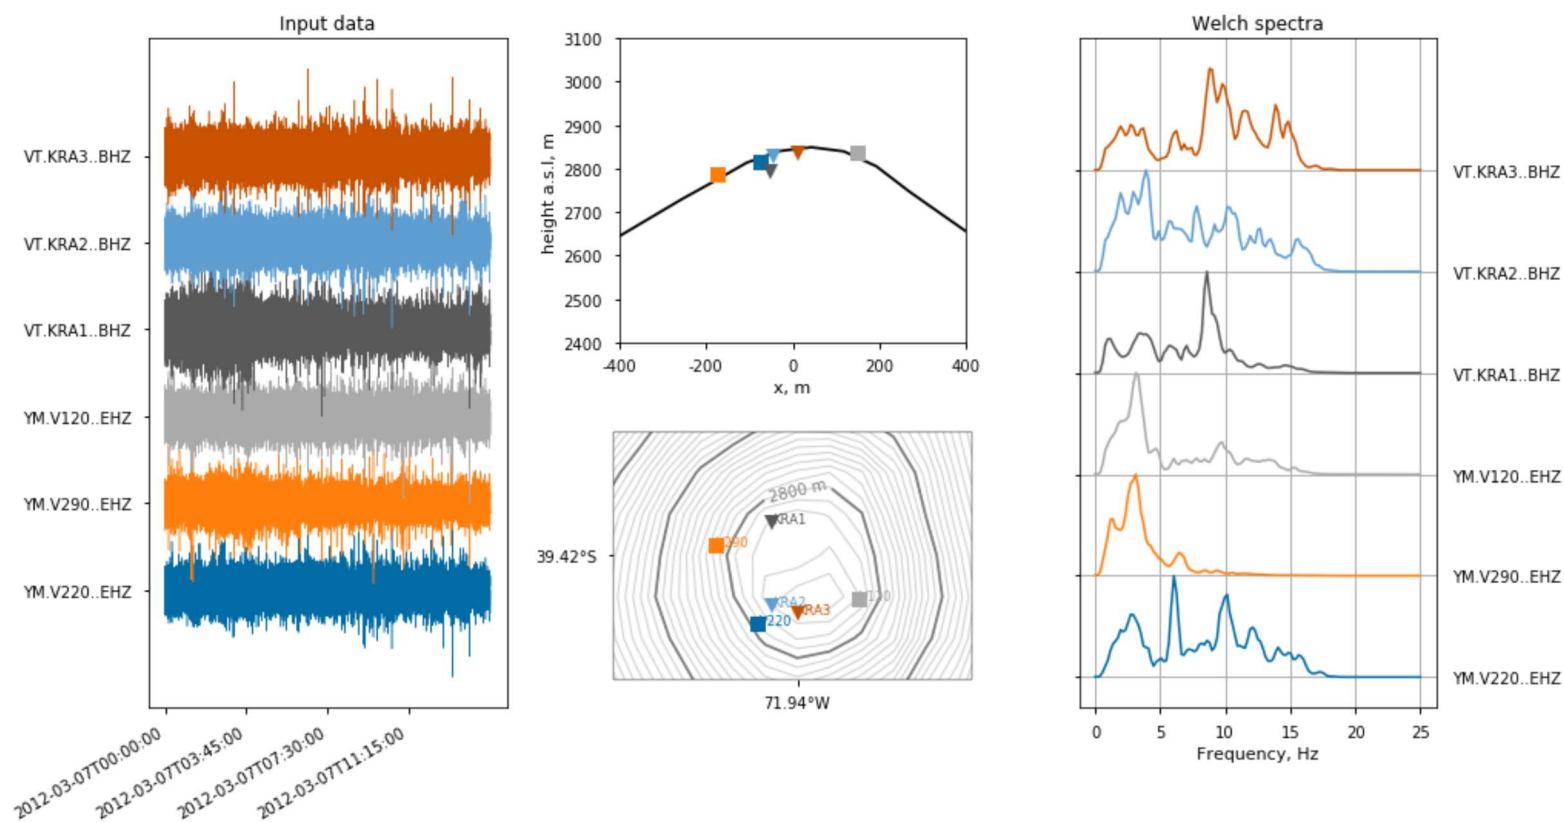 Input data
VT.KRA3..BHZ
VT.KRA2..BHZ
VT.KRA1..BHZ
YM.V120..EHZ
YM.V290..EHZ
YM.V220..EHZ
2012-03-07T00:00:00
2012-03-07T03:45:00
2012-03-07T07:30:00
2012-03-07T11:15:00
height a.s.l, m
3100
3000
2900
2800
2700
2600
2500
2400
-400
-200
0
200
400
x, m
2800 m
KRA1
290
39.42°S
KRA2
KRA3
220
71.94°W
Welch spectra
VT.KRA3..BHZ
VT.KRA2..BHZ
VT.KRA1..BHZ
YM.V120..EHZ
YM.V290..EHZ
YM.V220..EHZ
0
5
10
15
20
25
Frequency, Hz